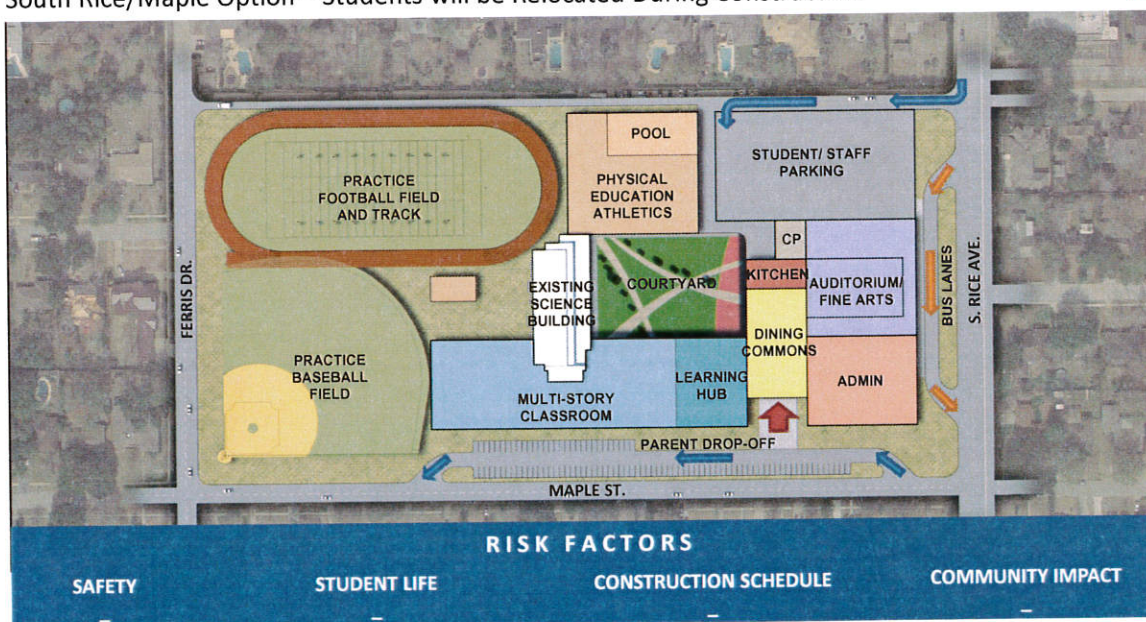 South Rice/Maple Option – Students will be Relocated During
POOL
STUDENT/ STAFF
PARKING
PRACTICE
FOOTBALL FIELD
AND TRACK
PHYSICAL
EDUCATION
ATHLETICS
CP
FERRIS DR.
EXISTING
SCIENCE
BUILDING
COURTYARD
KITCHEN
AUDITORIUM/
FINE ARTS
BUS LANES
S. RICE AVE.
DINING
COMMONS
PRACTICE
BASEBALL
FIELD
MULTI-STORY
CLASSROOM
LEARNING
HUB
ADMIN
PARENT DROP-OFF
MAPLE ST.
RISK FACTORS
SAFETY
STUDENT LIFE
CONSTRUCTION SCHEDULE
COMMUNITY IMPACT
–
–
–
–